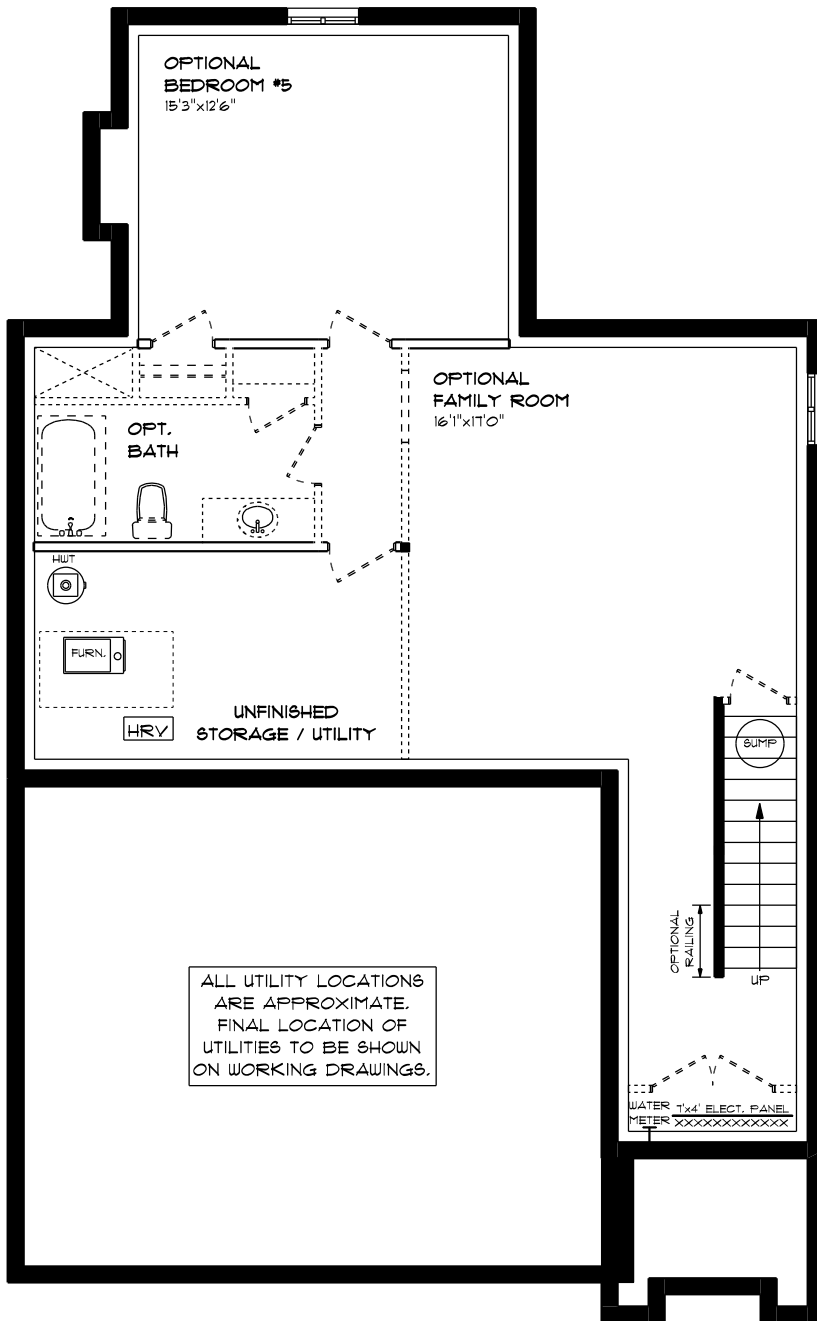 OPTIONAL
BEDROOM #5
15'3"x12'6"
OPTIONAL
FAMILY ROOM
16'1"x17'0"
OPT.
BATH
HWT
FURN.
HRV
UNFINISHED
STORAGE / UTILITY
SUMP
OPTIONAL
RAILING
UP
ALL UTILITY LOCATIONS
ARE APPROXIMATE.
FINAL LOCATION OF
UTILITIES TO BE SHOWN
ON WORKING DRAWINGS.
WATER
METER
7'x4' ELECT. PANEL